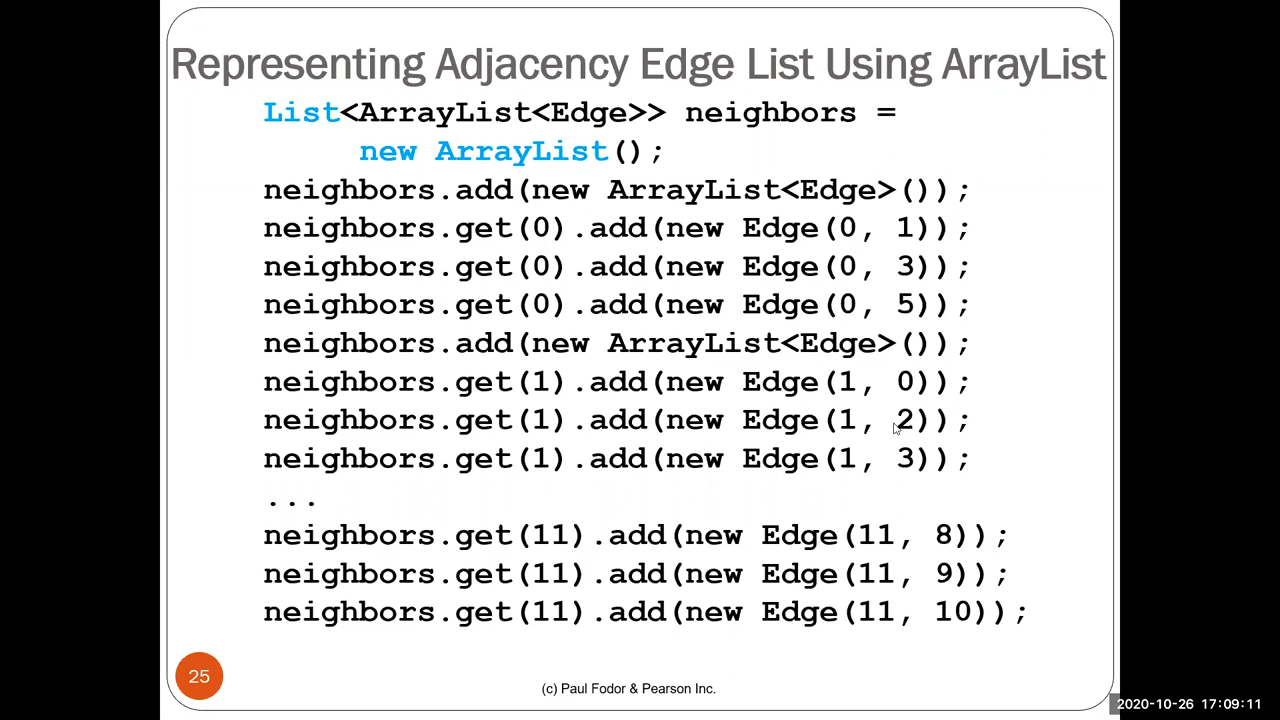 Representing Adjacency Edge List Using ArrayList
List<ArrayList<Edge>> neighbors =
new ArrayList();
neighbors.add(new ArrayList<Edge>());
neighbors.get(0).add(new Edge(0, 1));
neighbors.get(0).add(new Edge(0, 3));
neighbors.get(0).add(new Edge(0, 5));
neighbors.add(new ArrayList<Edge>());
neighbors.get(1).add(new Edge(1, 0));
neighbors.get(1).add(new Edge(1, 2));
neighbors.get(1).add(new Edge(1, 3));
...
neighbors.get(11).add(new Edge(11, 8));
neighbors.get(11).add(new Edge(11, 9));
neighbors.get(11).add(new Edge(11, 10));
25
(c) Paul Fodor & Pearson Inc.
2020-10-26 17:09:11